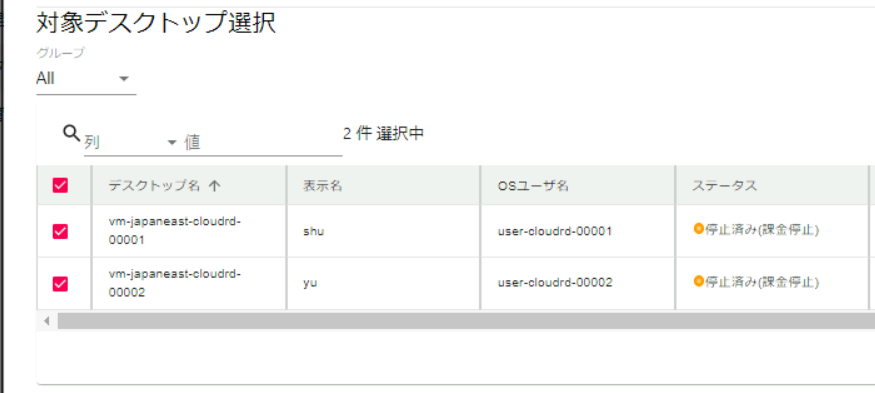 対象デスクトップ選択
グループ
All
列 値 2 件 選択中
デスクトップ名 ↑ 表示名 OSユーザ名 ステータス
vm-japaneast-cloudrd-
00001 shu user-cloudrd-00001 停止済み(課金停止)
vm-japaneast-cloudrd-
00002 yu user-cloudrd-00002 停止済み(課金停止)